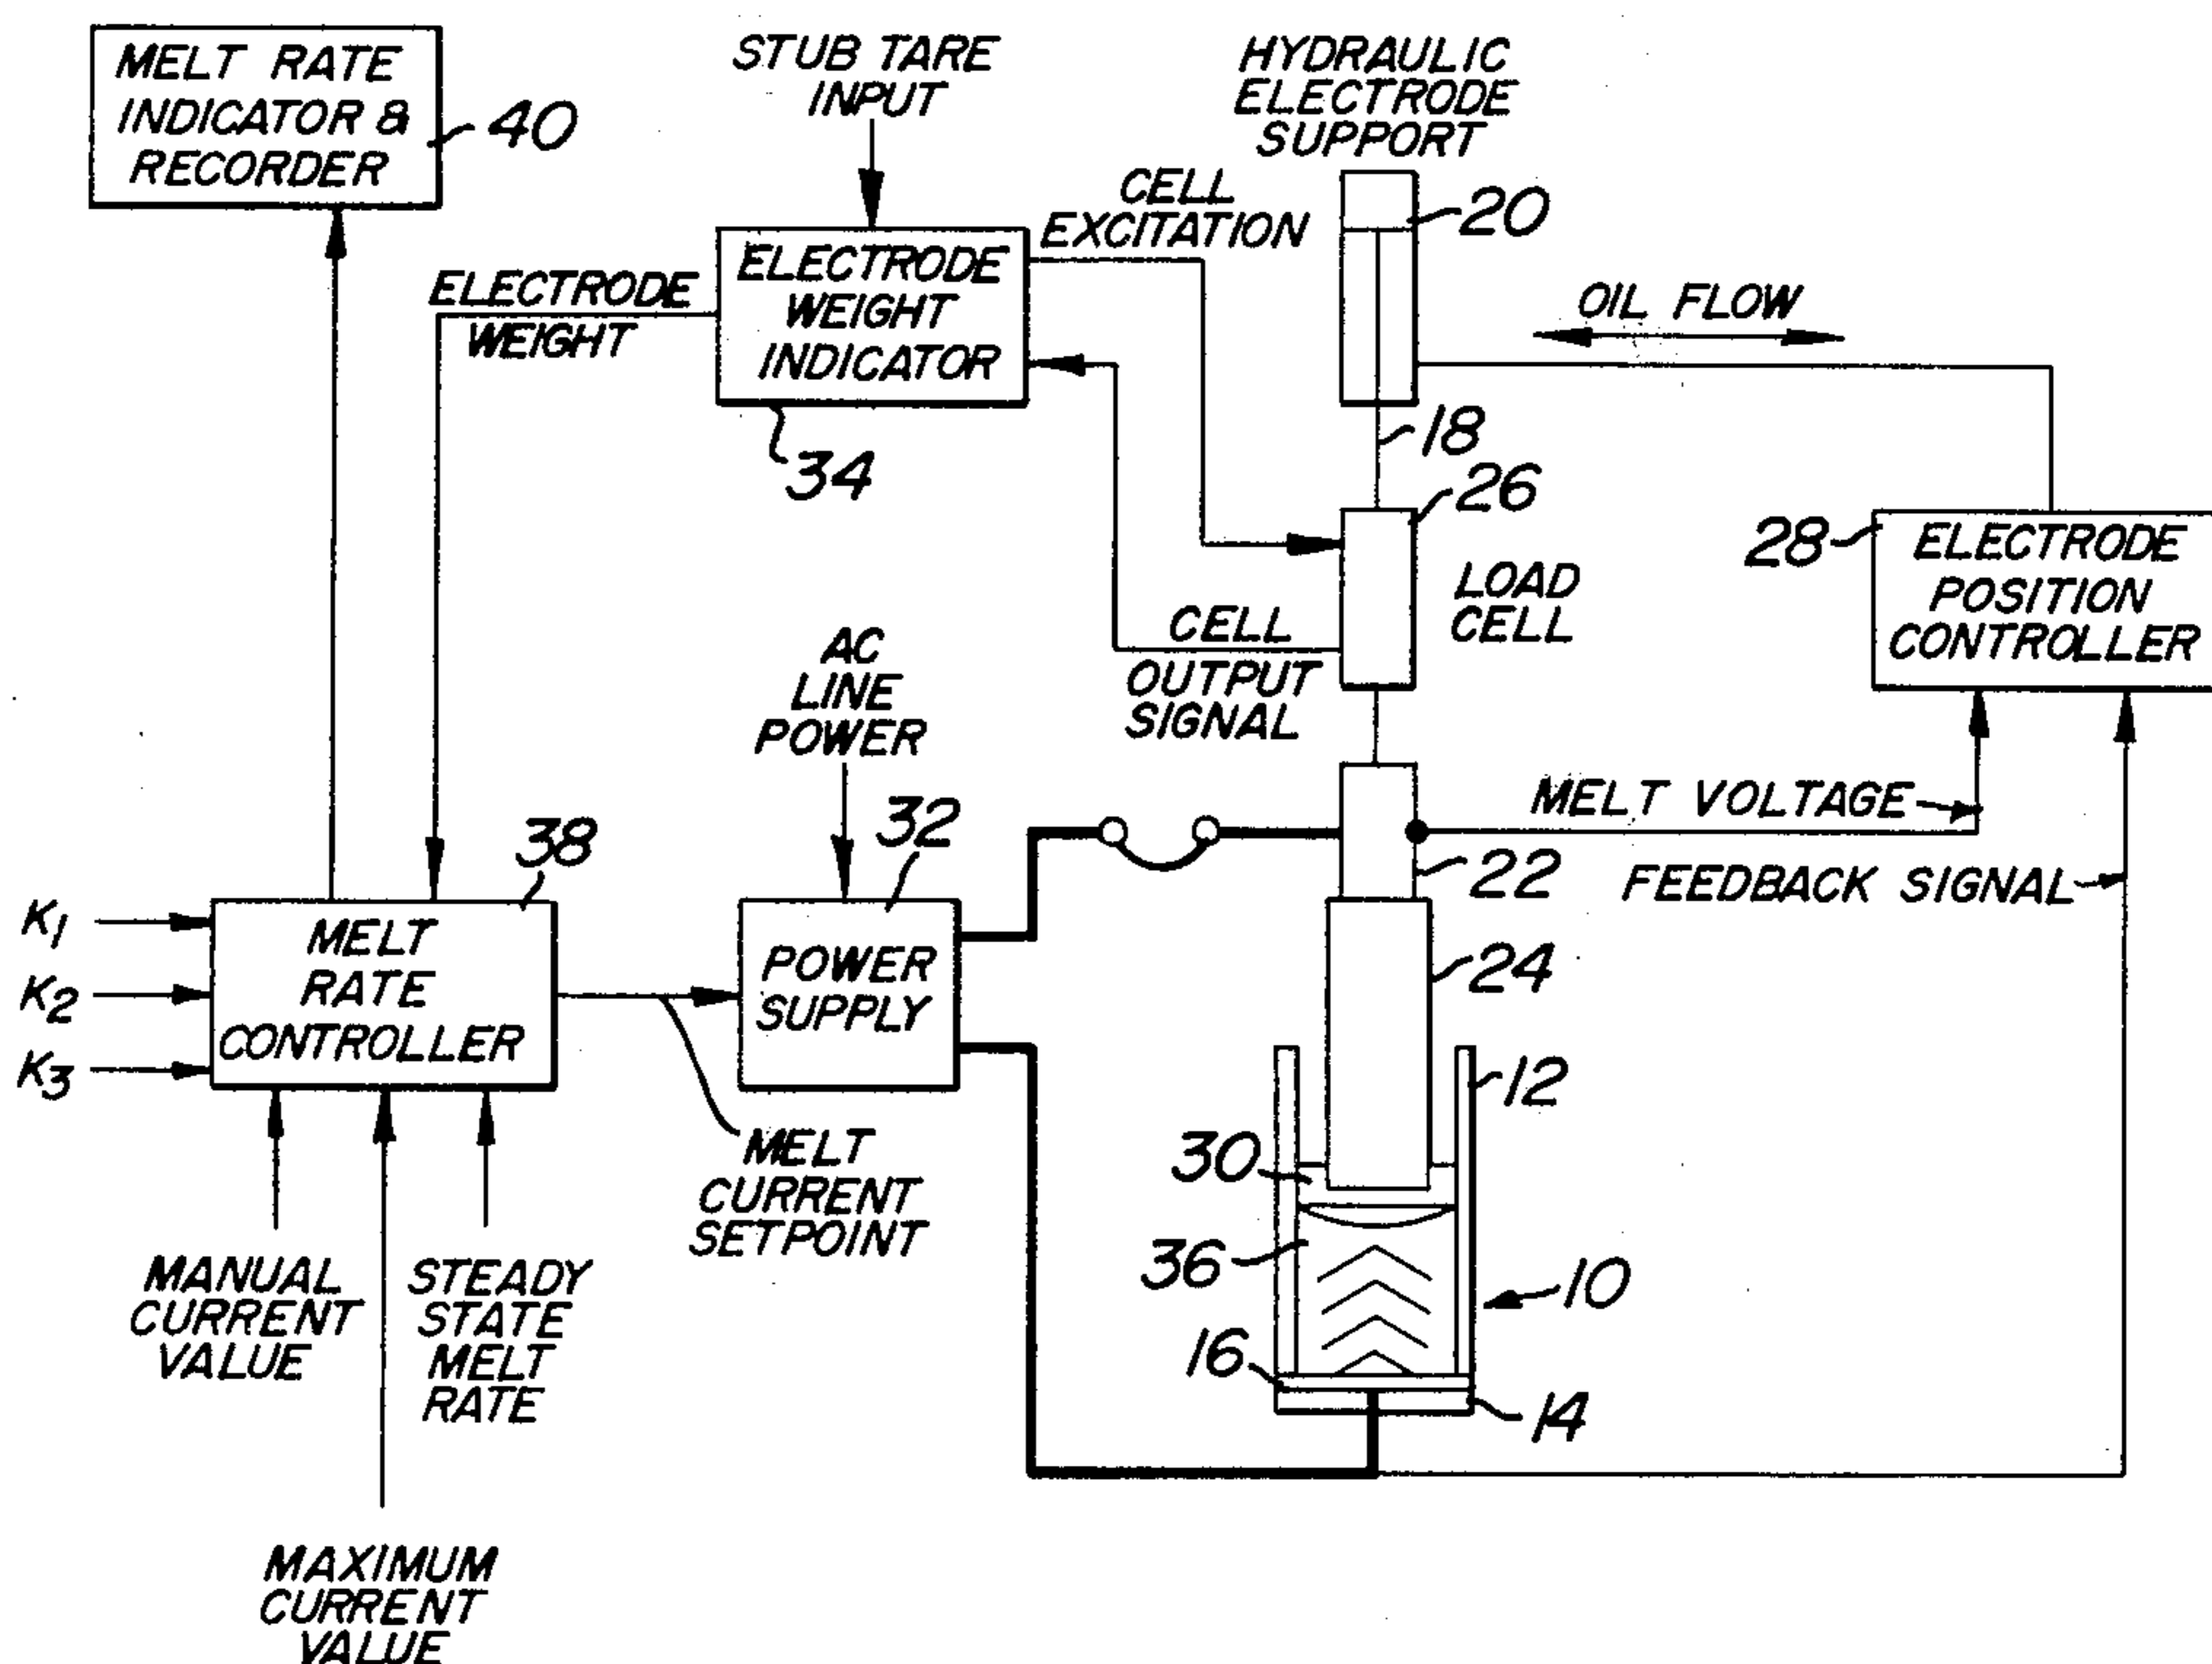 MELT RATE
INDICATOR &
RECORDER
40
STUB TARE
INPUT
HYDRAULIC
ELECTRODE
SUPPORT
20
CELL
EXCITATION
ELECTRODE
WEIGHT
ELECTRODE
WEIGHT
INDICATOR
34
OIL FLOW
18
26
LOAD
CELL
28
ELECTRODE
POSITION
CONTROLLER
CELL
OUTPUT
SIGNAL
AC
LINE
POWER
32
MELT VOLTAGE
22
FEEDBACK SIGNAL
38
K1
K2
K3
MELT
RATE
CONTROLLER
POWER
SUPPLY
24
12
MELT
CURRENT
SETPOINT
30
36
10
16
14
MANUAL
CURRENT
VALUE
STEADY
STATE
MELT
RATE
MAXIMUM
CURRENT
VALUE